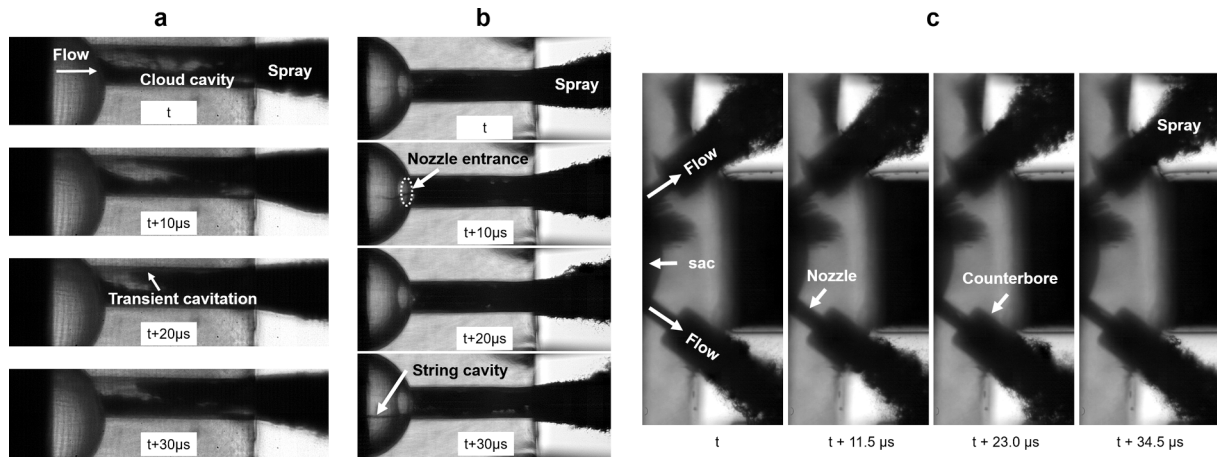 a
Flow
Cloud cavity
Spray
t
t+10µs
Transient cavitation
t+20µs
t+30µs
b
Spray
t
Nozzle entrance
t+10µs
t+20µs
String cavity
t+30µs
c
Flow
sac
Flow
Nozzle
Counterbore
Spray
t
t + 11.5 µs
t + 23.0 µs
t + 34.5 µs